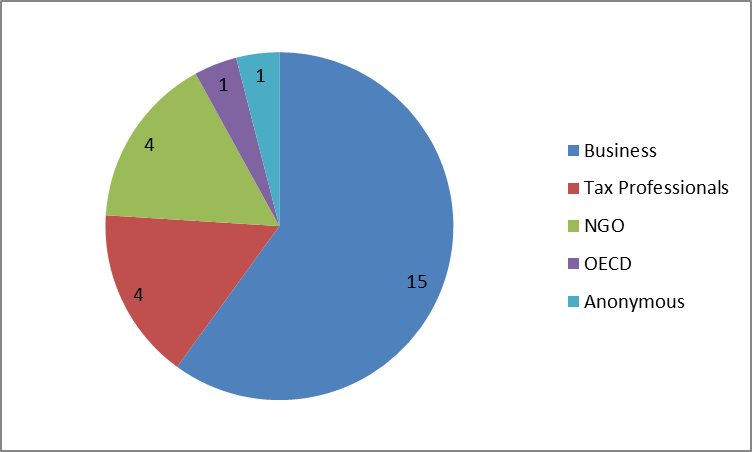 1
1
4
4
15
Business
Tax Professionals
NGO
OECD
Anonymous